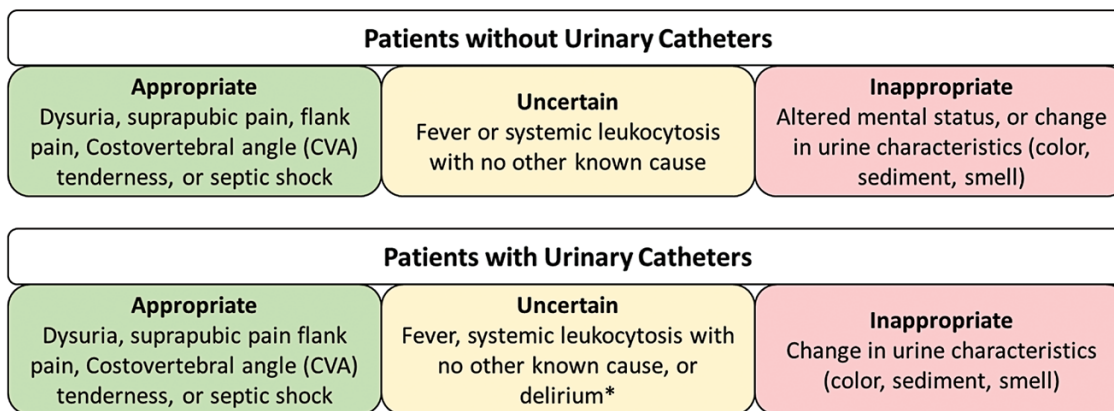 Patients without Urinary Catheters
Appropriate
Dysuria, suprapubic pain, flank
pain, Costovertebral angle (CVA)
tenderness, or septic shock
Uncertain
Fever or systemic leukocytosis
with no other known cause
Inappropriate
Altered mental status, or change
in urine characteristics (color,
sediment, smell)
Patients with Urinary Catheters
Appropriate
Dysuria, suprapubic pain flank
pain, Costovertebral angle (CVA)
tenderness, or septic shock
Uncertain
Fever, systemic leukocytosis with
no other known cause, or
delirium*
Inappropriate
Change in urine characteristics
(color, sediment, smell)